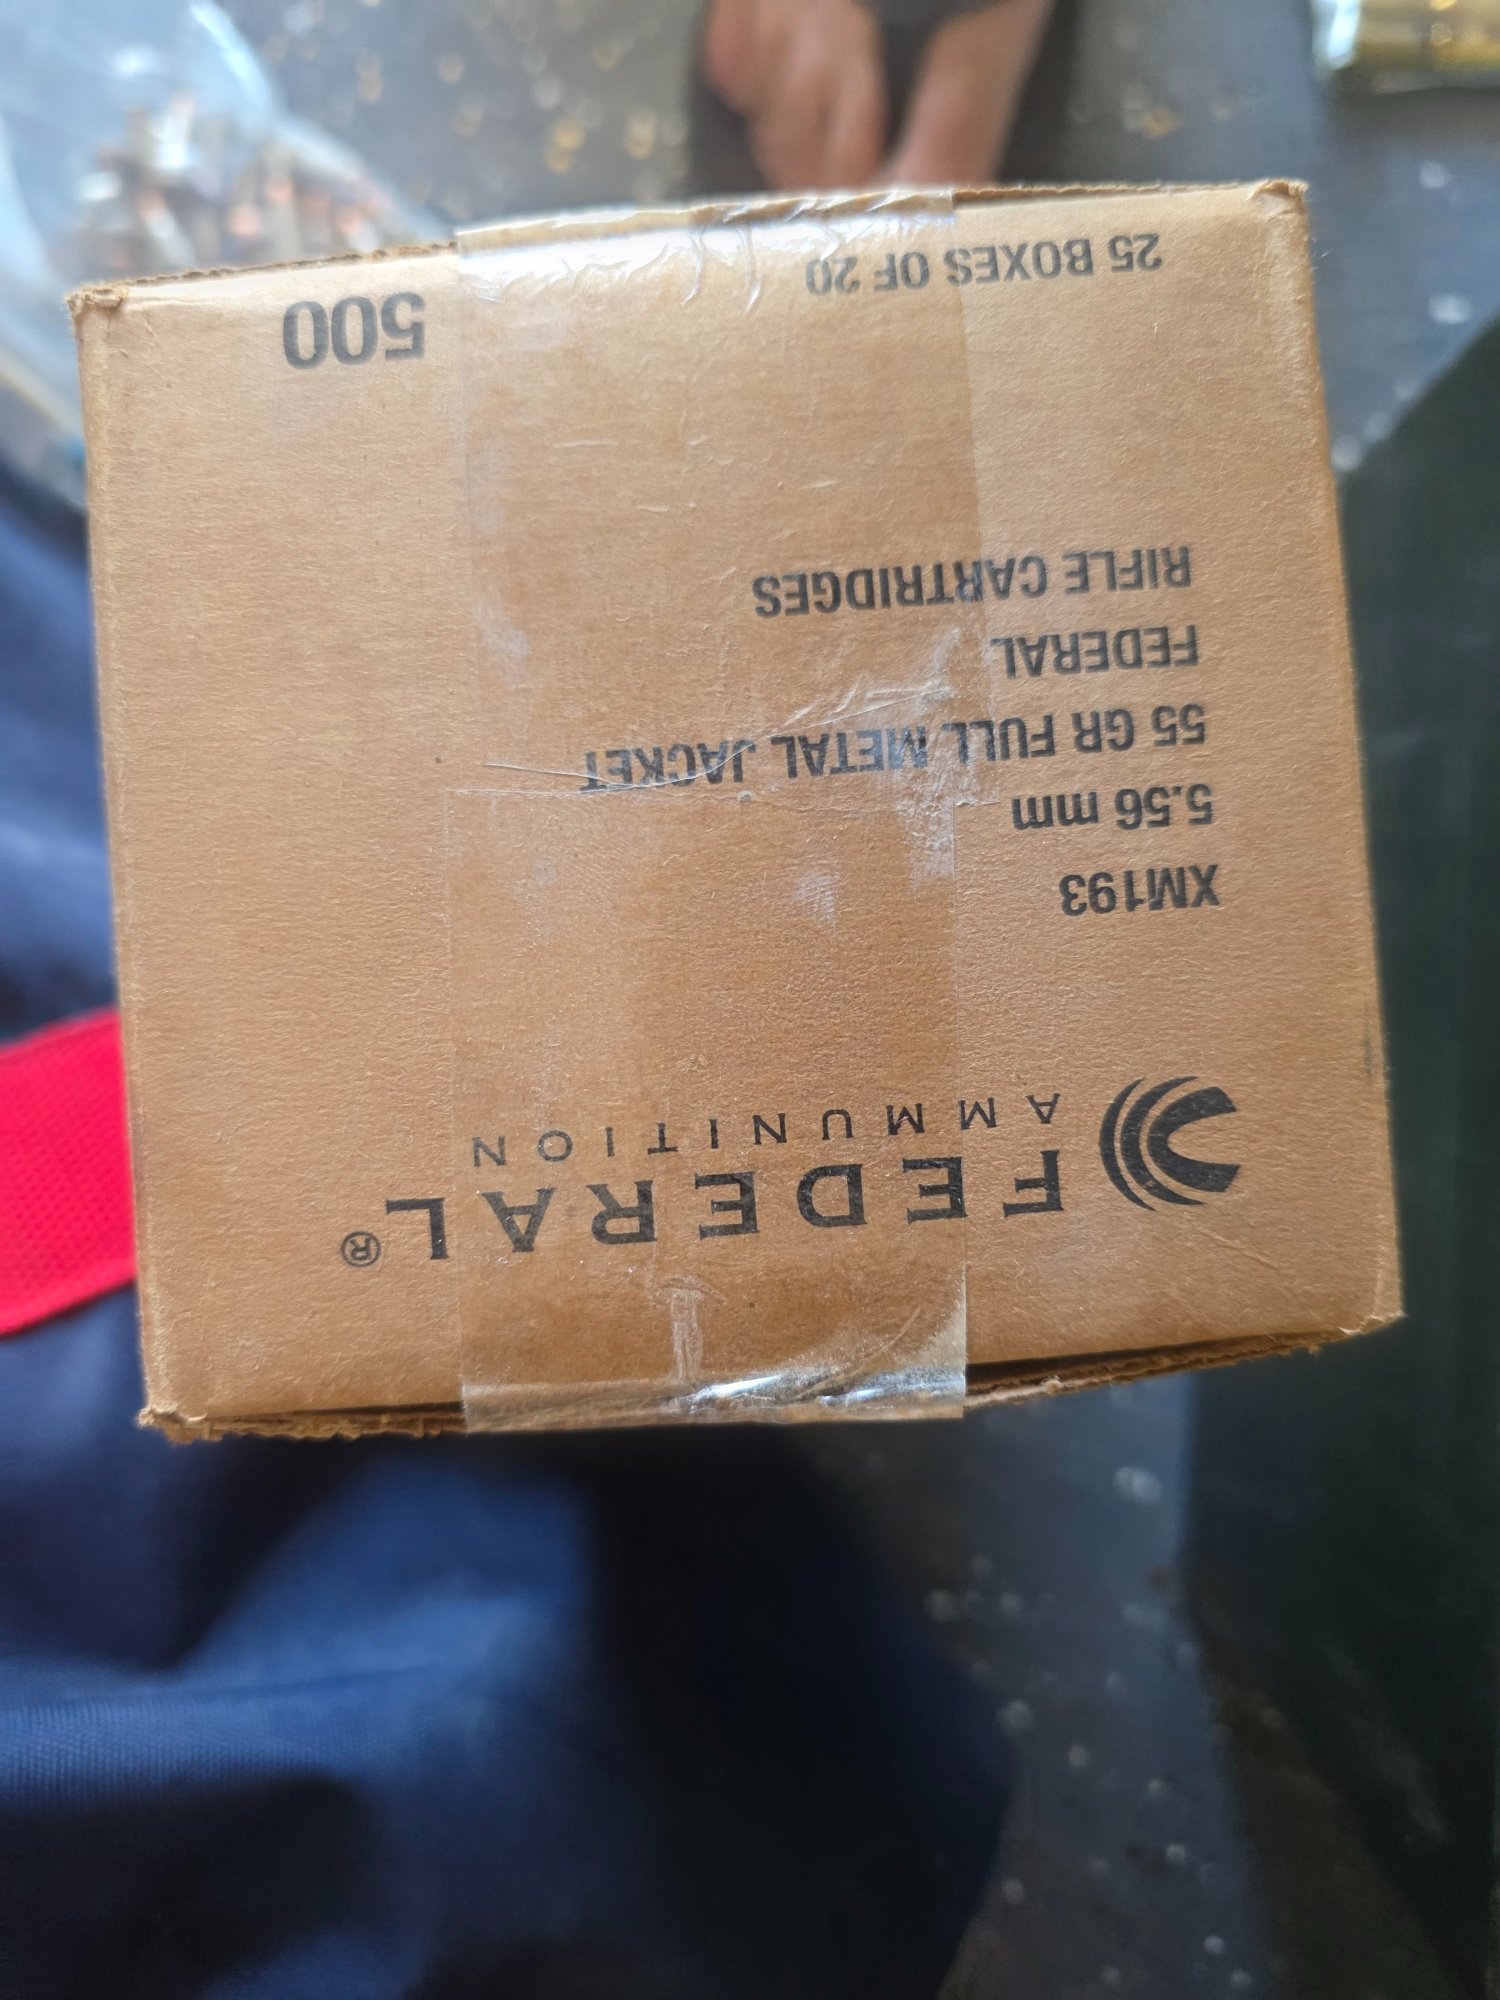 FEDERAL®
AMMUNITION
XM193
5.56 mm
55 GR FULL METAL JACKET
FEDERAL
RIFLE CARTRIDGES
25 BOXES OF 20
500